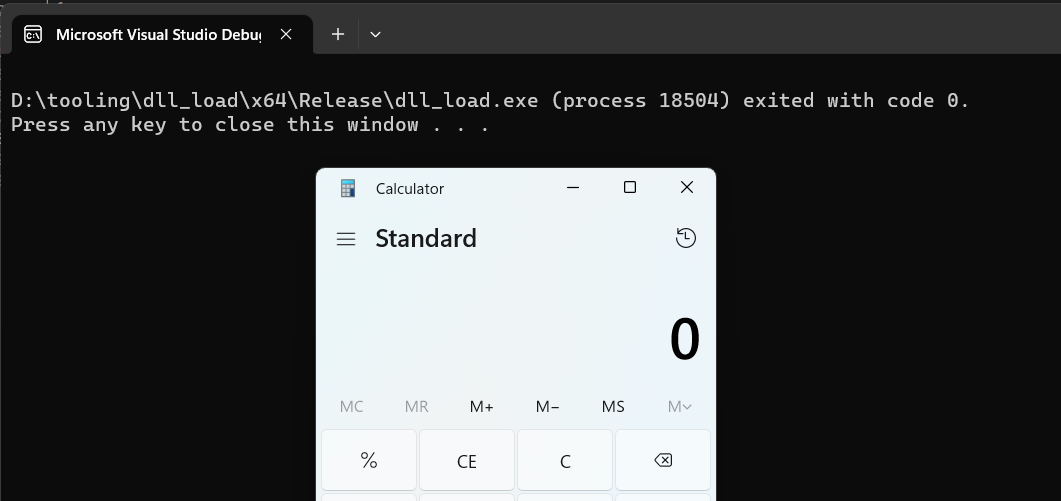 Microsoft Visual Studio Debu
D:\tooling\dll_load\x64\Release\dll_load.exe (process 18504) exited with code 0.
Press any key to close this window . . .
Calculator
Standard
0
MC MR M+ M− MS M
% CE C